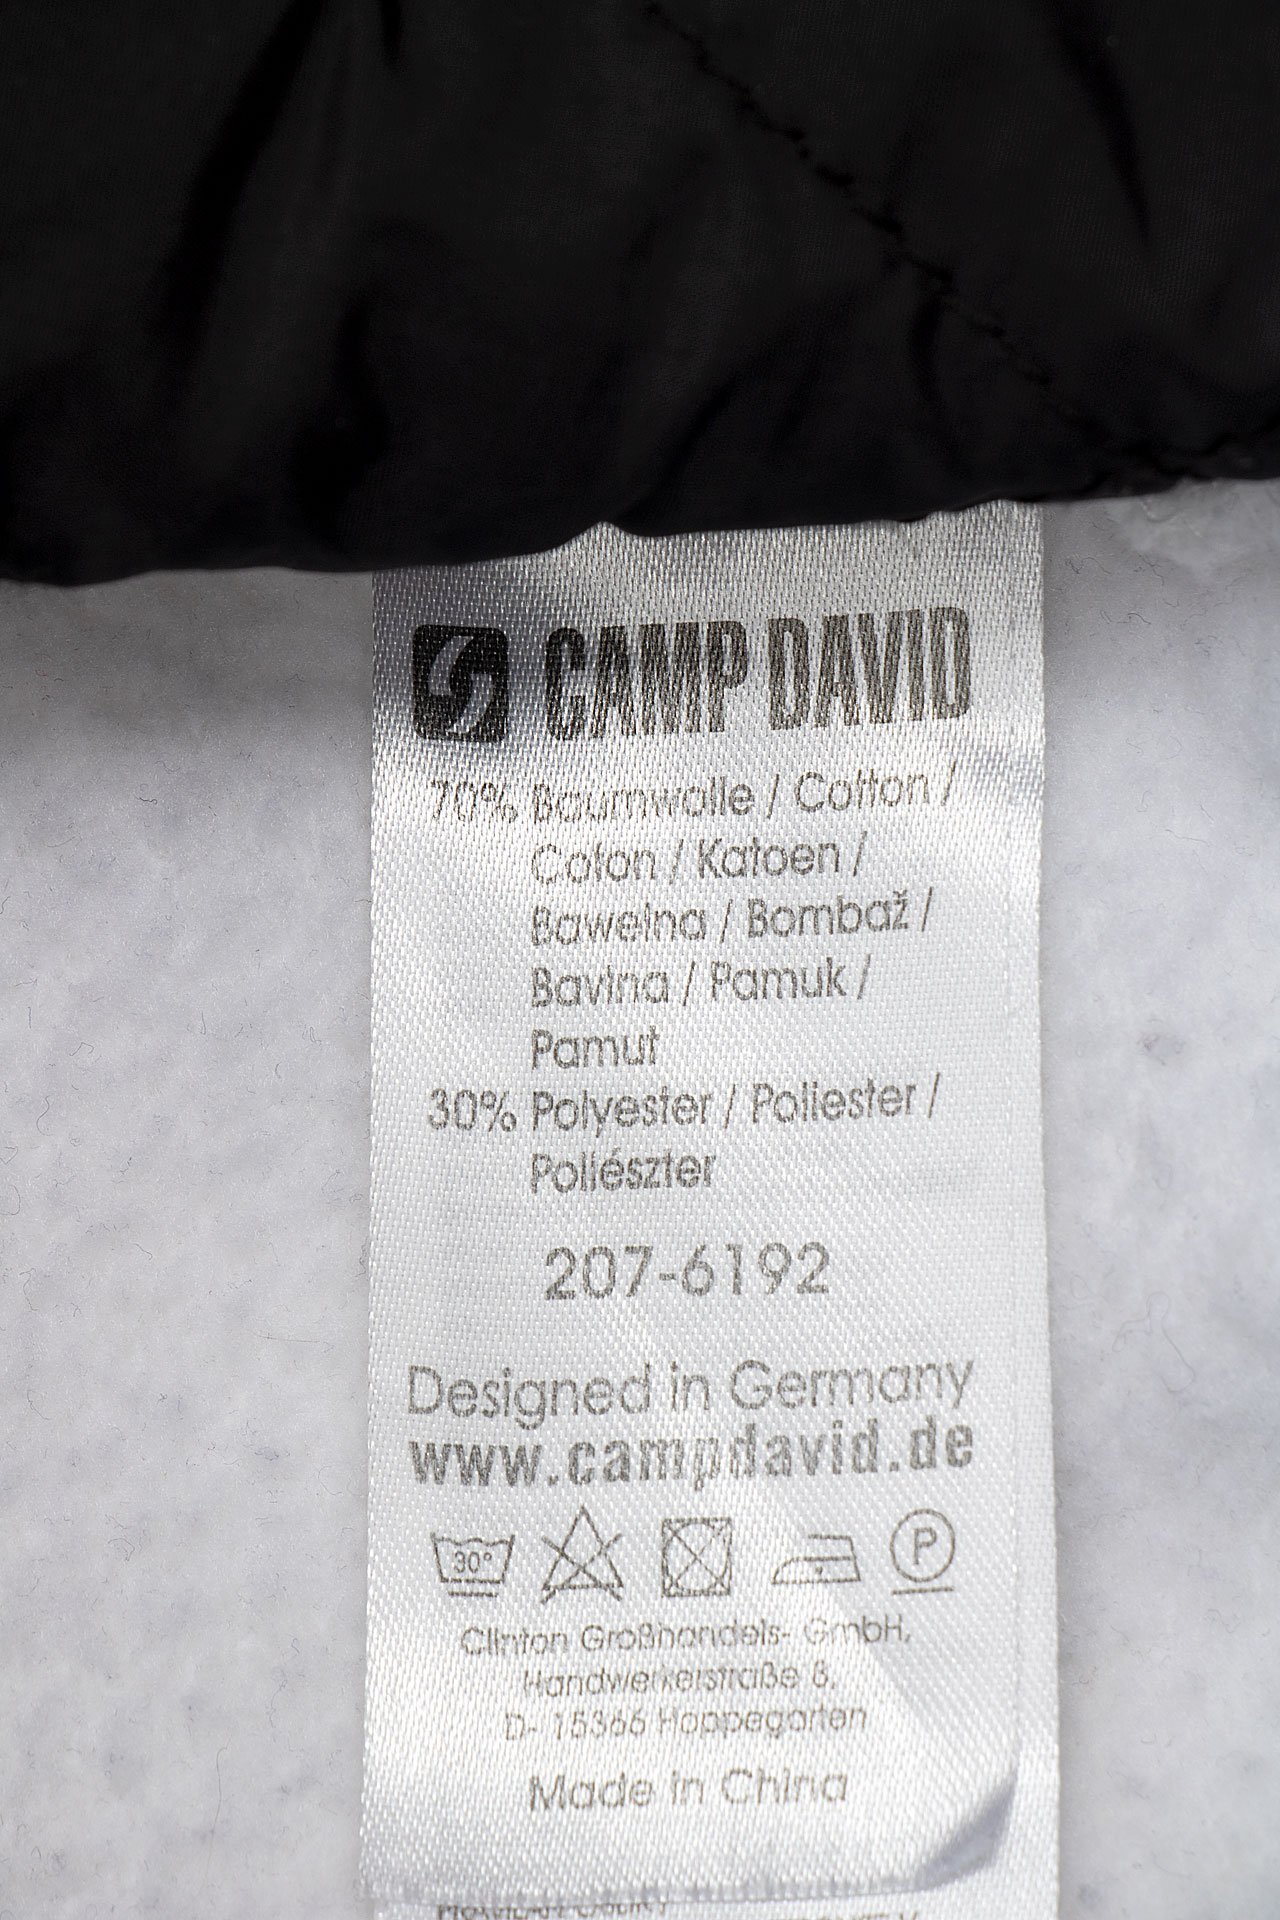 CAMP DAVID
70% Baumwolle / Cotton /
Coton / Katoen /
Bawełna / Bombaž /
Bavlna / Pamuk /
Pamut
30% Polyester / Poliester /
Poliészter
207-6192
Designed in Germany
www.campdavid.de
30° P
Clinton Großhandels- GmbH,
Handwerkerstraße 8,
D- 15366 Hoppegarten
Made in China